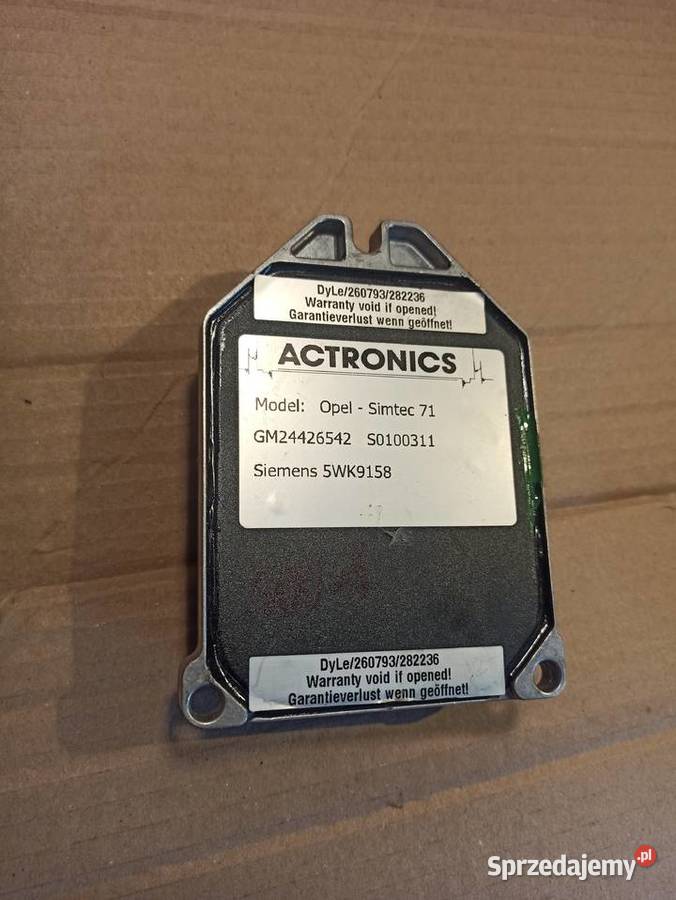 DyLe/260793/282236
Warranty void if opened!
Garantieverlust wenn geöffnet!
ACTRONICS
Model: Opel - Simtec 71
GM24426542 S0100311
Siemens 5WK9158
DyLe/260793/282236
Warranty void if opened!
Garantieverlust wenn geöffnet!
Sprzedajemy.pl